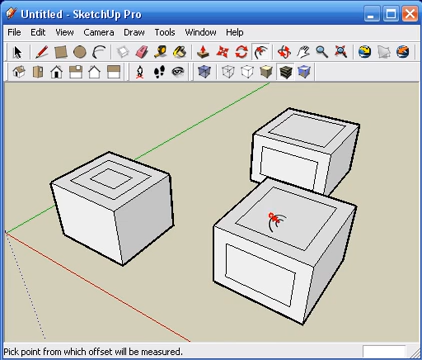 Untitled - SketchUp Pro
File Edit View Camera Draw Tools Window Help
Pick point from which offset will be measured.